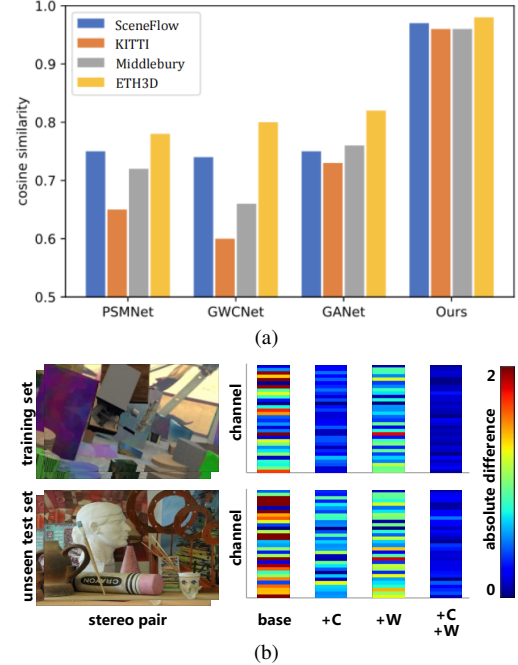 1.0
0.9
0.8
0.7
0.6
0.5
cosine similarity
SceneFlow
KITTI
Middlebury
ETH3D
PSMNet
GWCNet
GANet
Ours
(a)
training set
channel
unseen test set
CRAYON
channel
2
absolute difference
0
stereo pair
base
+C
+W
+C
+W
(b)